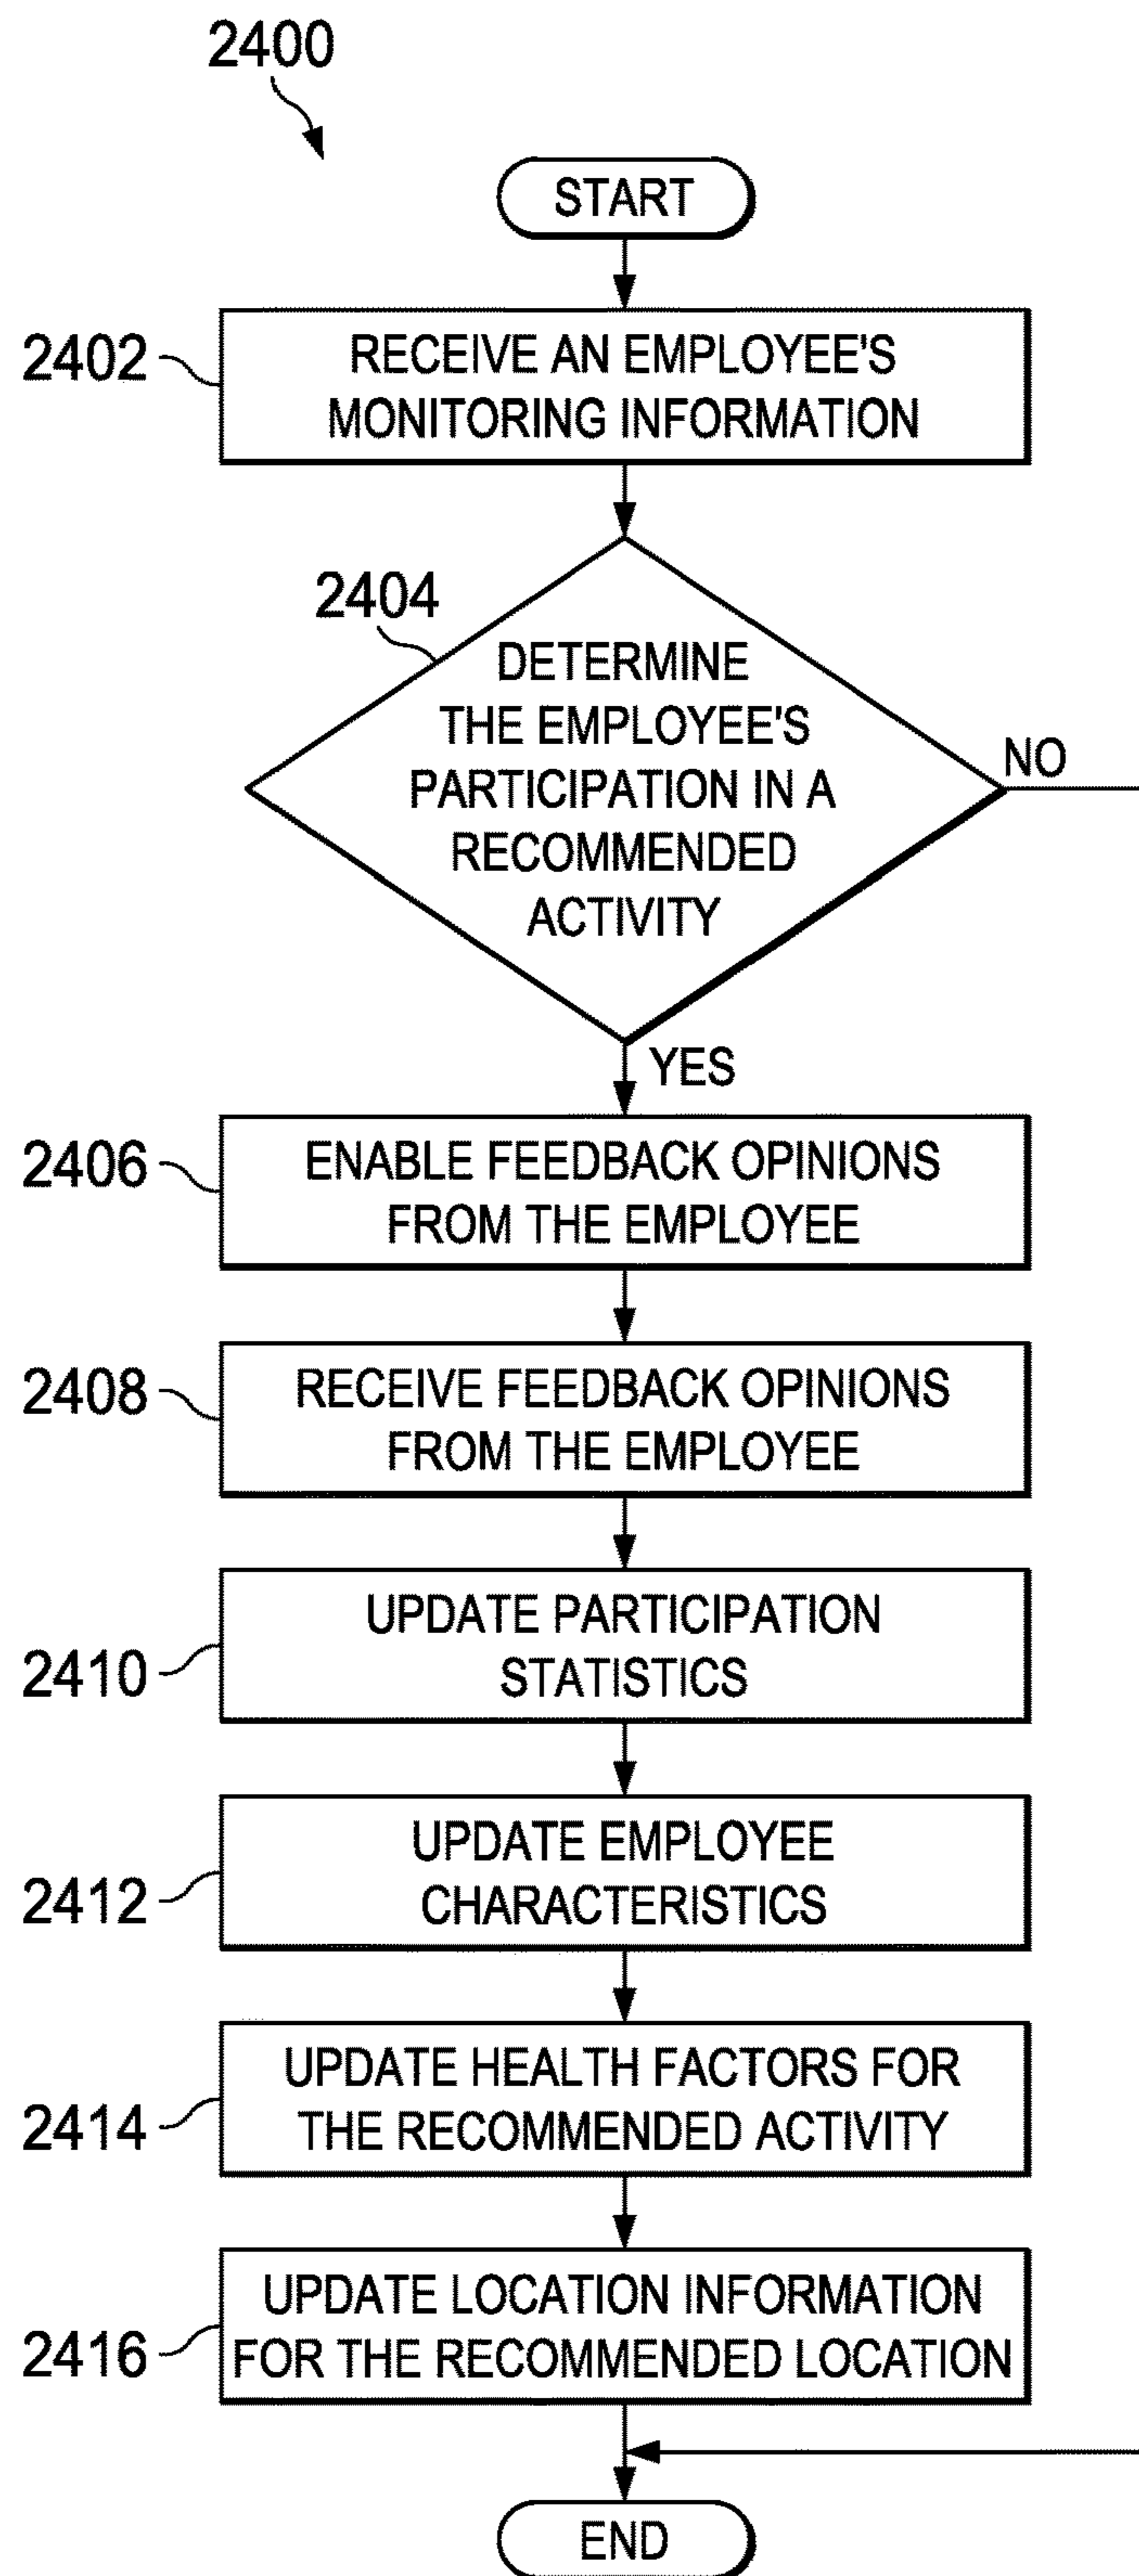 2400
START
2402
RECEIVE AN EMPLOYEE'S
MONITORING INFORMATION
2404
DETERMINE
THE EMPLOYEE'S
PARTICIPATION IN A
RECOMMENDED
ACTIVITY
NO
YES
2406
ENABLE FEEDBACK OPINIONS
FROM THE EMPLOYEE
2408
RECEIVE FEEDBACK OPINIONS
FROM THE EMPLOYEE
2410
UPDATE PARTICIPATION
STATISTICS
2412
UPDATE EMPLOYEE
CHARACTERISTICS
2414
UPDATE HEALTH FACTORS FOR
THE RECOMMENDED ACTIVITY
2416
UPDATE LOCATION INFORMATION
FOR THE RECOMMENDED LOCATION
END